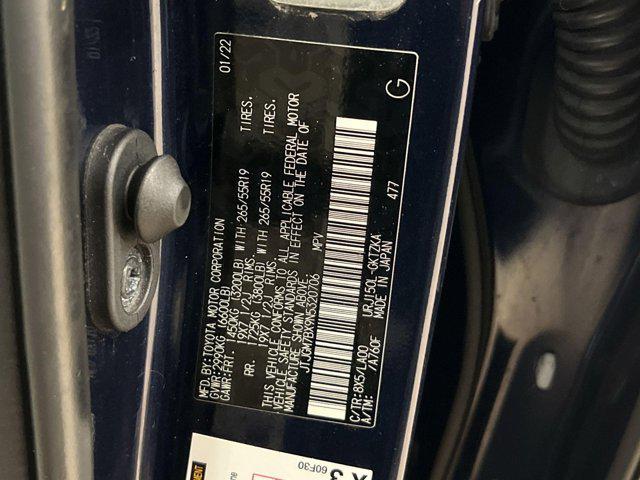 MFD.BY:TOYOTA MOTOR CORPORATION 01/22
GVWR:2990KG (6600LB)
GAWR:FRT. 1450KG (3200LB) WITH 265/55R19 TIRES.
19X7 1/2J RIMS.
RR. 1725KG (3800LB) WITH 265/55R19 TIRES.
19X7 1/2J RIMS.
THIS VEHICLE CONFORMS TO ALL APPLICABLE FEDERAL MOTOR
VEHICLE SAFETY STANDARDS IN EFFECT ON THE DATE OF
MANUFACTURE SHOWN ABOVE.
JTJGM7BX9N5320706 MPV
C/TR:8X5/LA00 URJ150L-GKTZKA
A/TM: /A760F MADE IN JAPAN
477
G
60F30